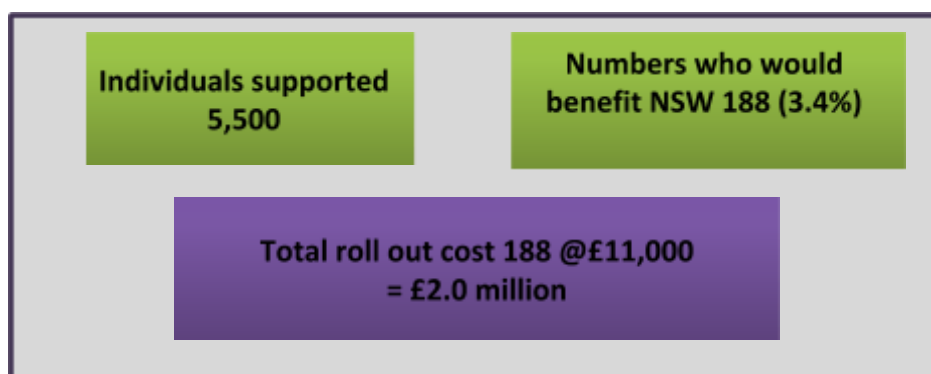 Individuals supported
5,500
Numbers who would
benefit NSW 188 (3.4%)
Total roll out cost 188 @£11,000
= £2.0 million